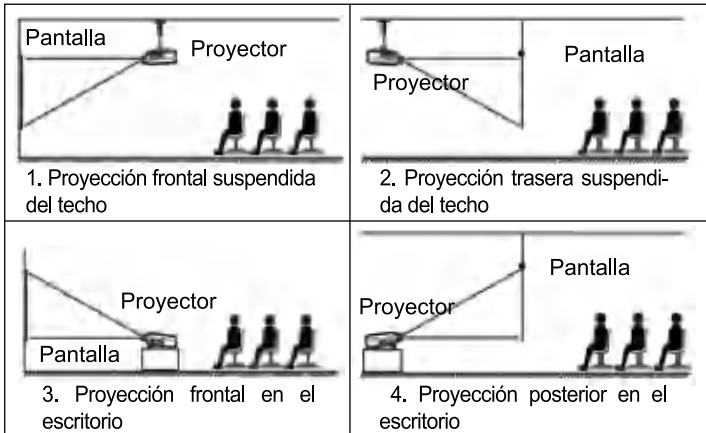 Pantalla
Proyector
1. Proyección frontal suspendida
del techo
Pantalla
Proyector
2. Proyección trasera suspendi-
da del techo
Proyector
Pantalla
3. Proyección frontal en el
escritorio
Pantalla
Proyector
4. Proyección posterior en el
escritorio